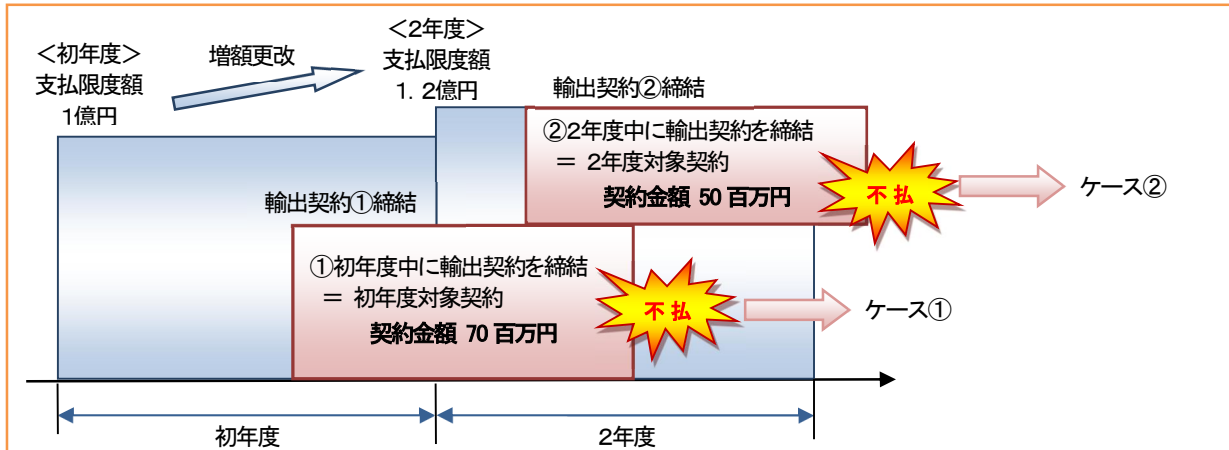 <初年度>
支払限度額
1億円
増額更改
<2年度>
支払限度額
1.2億円
輸出契約②締結
②2年度中に輸出契約を締結
= 2年度対象契約
契約金額 50 百万円
不払
ケース②
輸出契約①締結
①初年度中に輸出契約を締結
= 初年度対象契約
契約金額 70 百万円
不払
ケース①
初年度
2年度